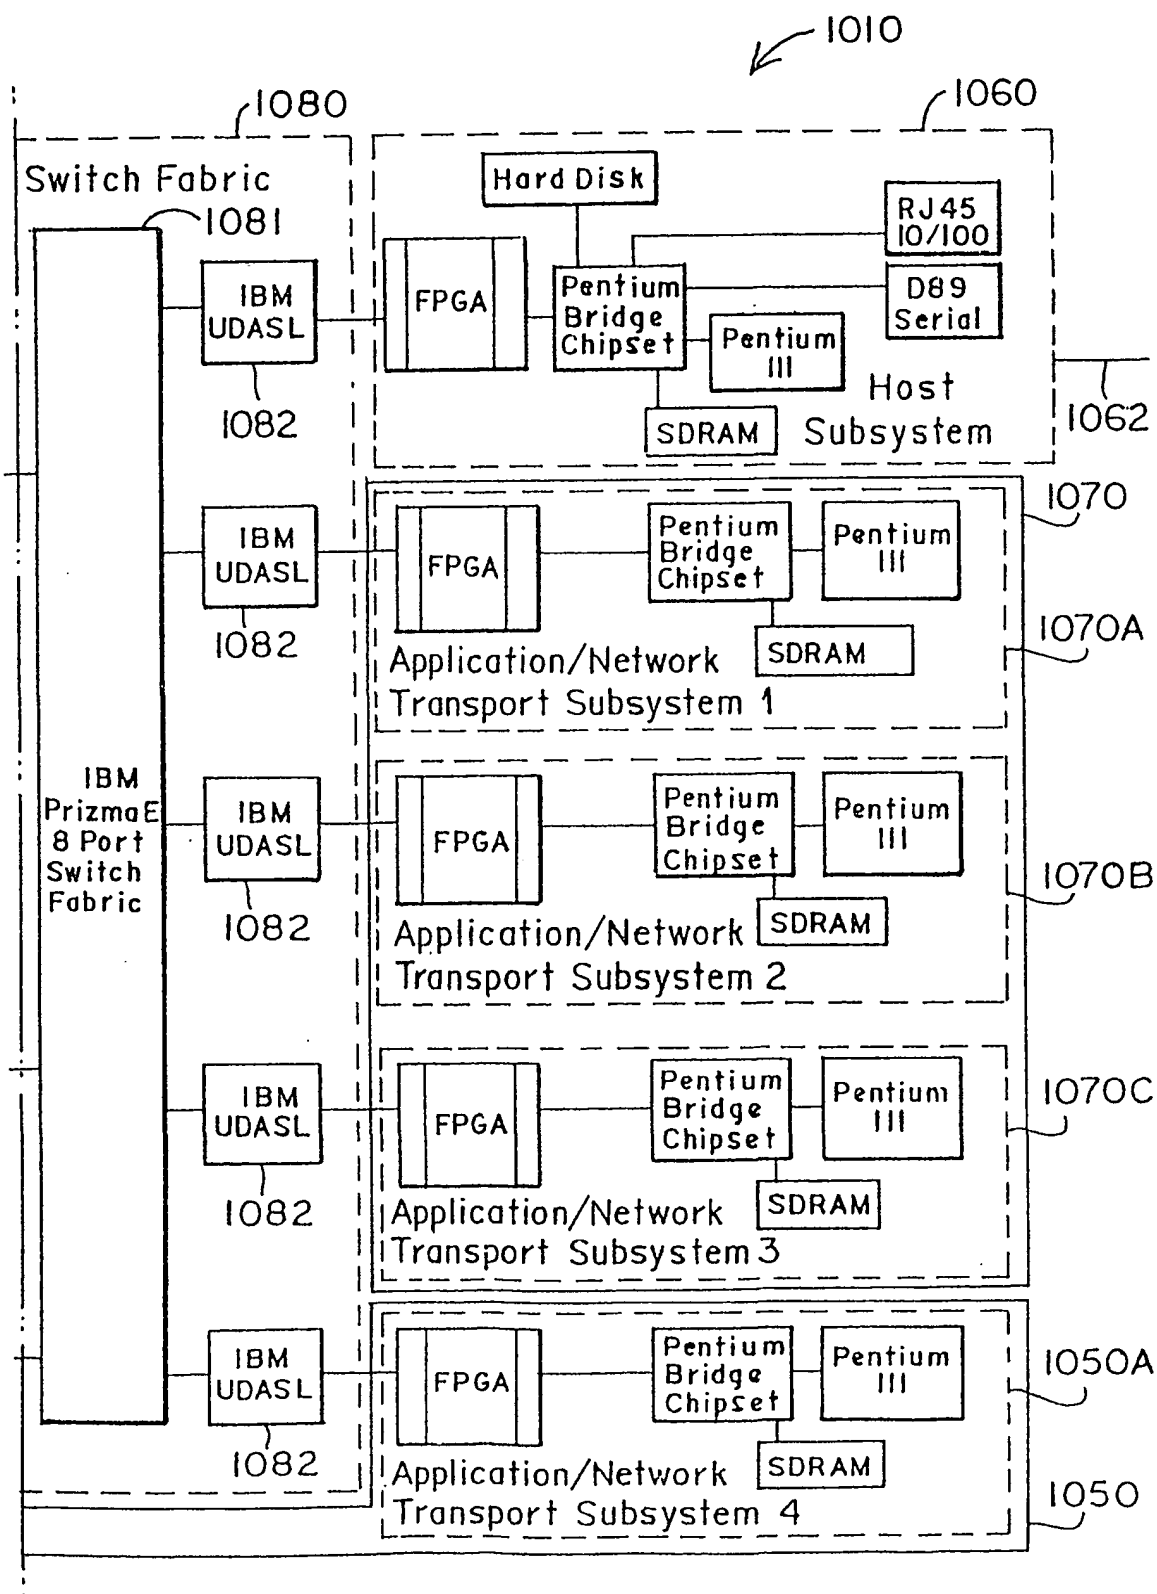 1010
1080
1060
Switch Fabric
1081
Hard Disk
RJ45
10/100
IBM
UDASL
FPGA
Pentium
Bridge
Chipset
D89
Serial
Pentium
III
1082
SDRAM
Host
Subsystem
1062
1070
IBM
UDASL
FPGA
Pentium
Bridge
Chipset
Pentium
III
1082
SDRAM
1070A
Application/Network
Transport Subsystem 1
IBM
PrizmaE
8 Port
Switch
Fabric
IBM
UDASL
FPGA
Pentium
Bridge
Chipset
Pentium
III
1070B
1082
SDRAM
Application/Network
Transport Subsystem 2
IBM
UDASL
FPGA
Pentium
Bridge
Chipset
Pentium
III
1070C
1082
SDRAM
Application/Network
Transport Subsystem 3
IBM
UDASL
FPGA
Pentium
Bridge
Chipset
Pentium
III
1050A
1082
SDRAM
Application/Network
Transport Subsystem 4
1050